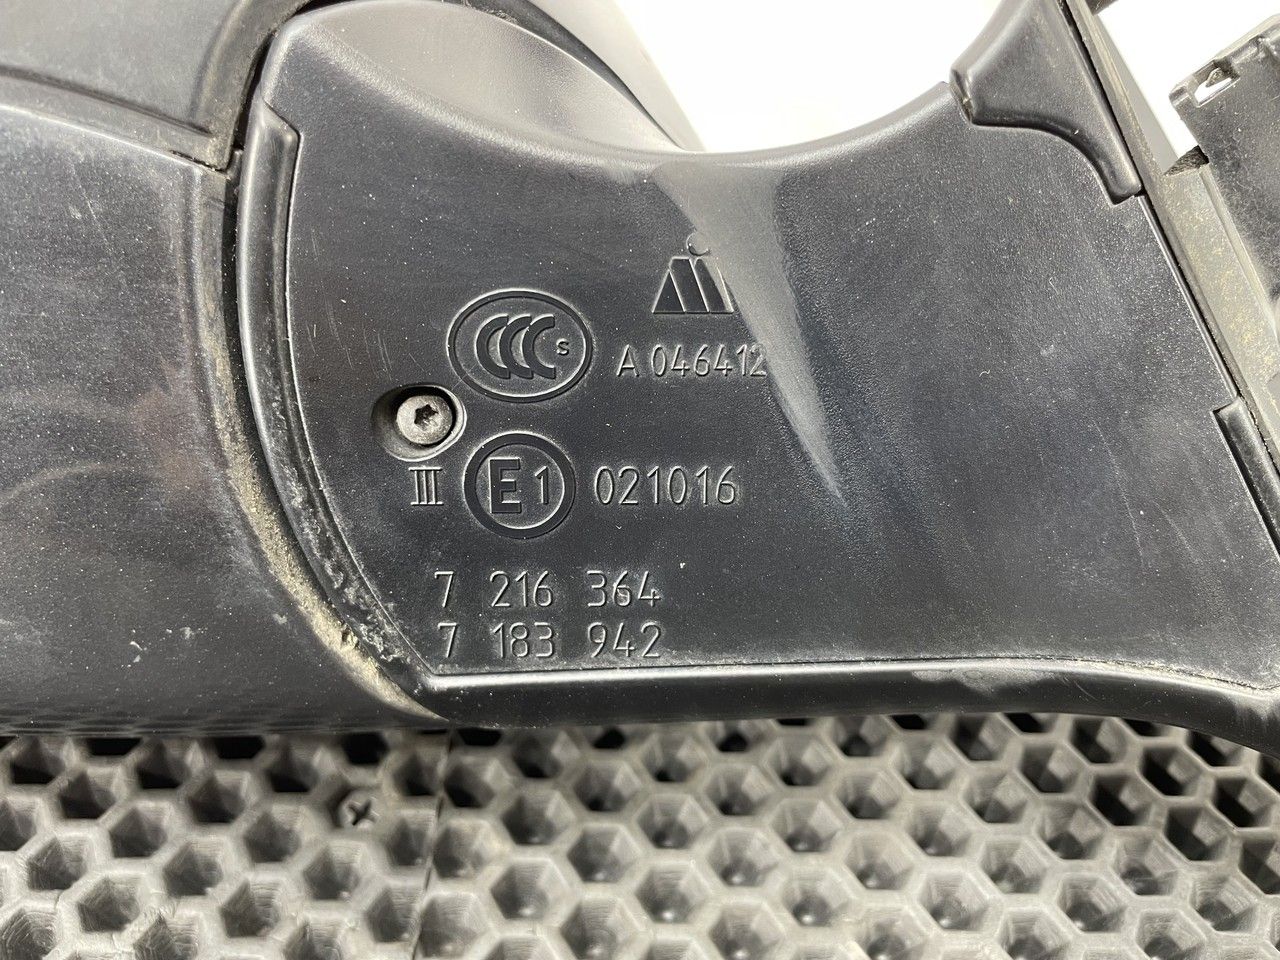 CCC S
A 046412
III E1 021016
7 216 364
7 183 942